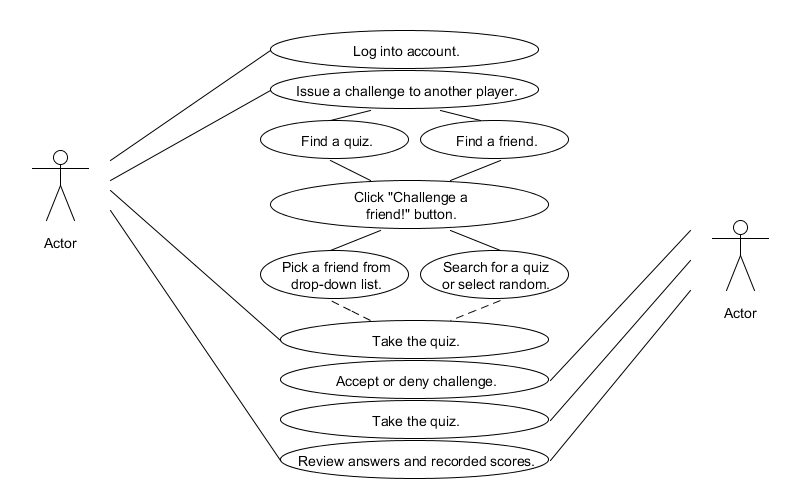 Log into account.
Issue a challenge to another player.
Find a quiz.
Find a friend.
Click "Challenge a
friend!" button.
Actor
Pick a friend from
drop-down list.
Search for a quiz
or select random.
Actor
Take the quiz.
Accept or deny challenge.
Take the quiz.
Review answers and recorded scores.